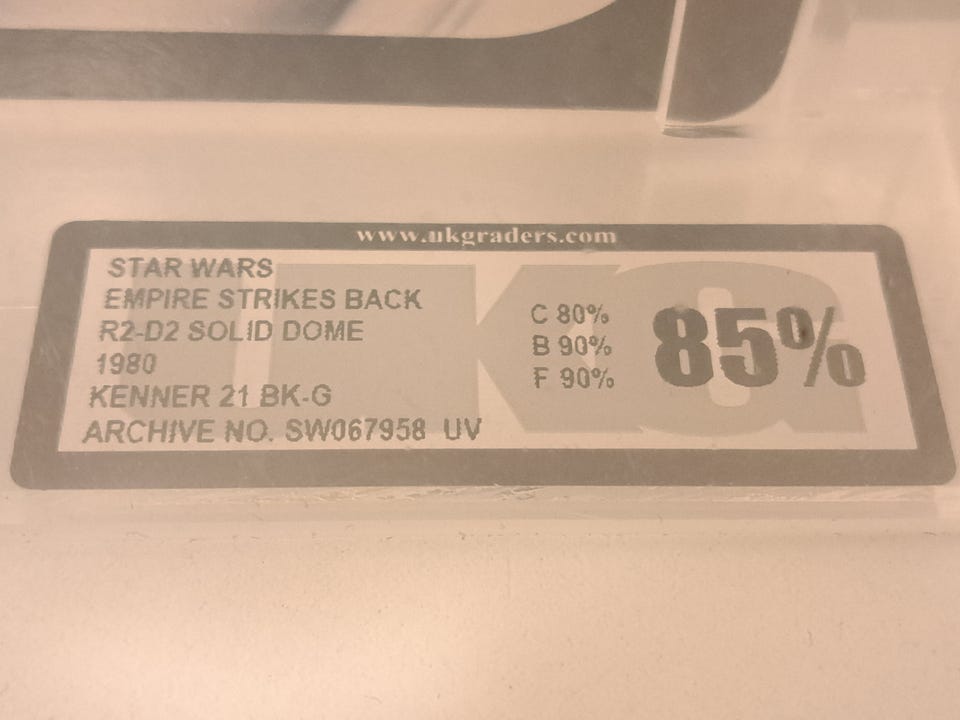 www.ukgraders.com
STAR WARS
EMPIRE STRIKES BACK
R2-D2 SOLID DOME
1980
KENNER 21 BK-G
ARCHIVE NO. SW067958 UV
C 80%
B 90%
F 90%
85%
UKG